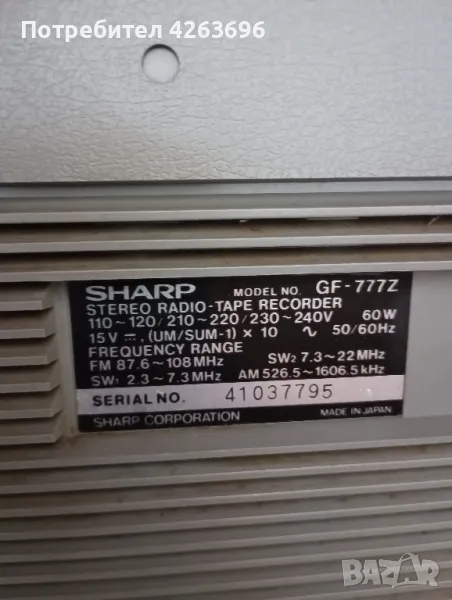 Потребител 4263696
SHARP MODEL NO. GF-777Z
STEREO RADIO-TAPE RECORDER
110~120/210~220/230~240V 60W
15V ⎓, (UM/SUM-1) × 10 ∿ 50/60Hz
FREQUENCY RANGE
FM 87.6~108MHz SW2 7.3~22MHz
SW1 2.3~7.3MHz AM 526.5~1606.5kHz
SERIAL NO. 41037795
SHARP CORPORATION MADE IN JAPAN
BAZAR